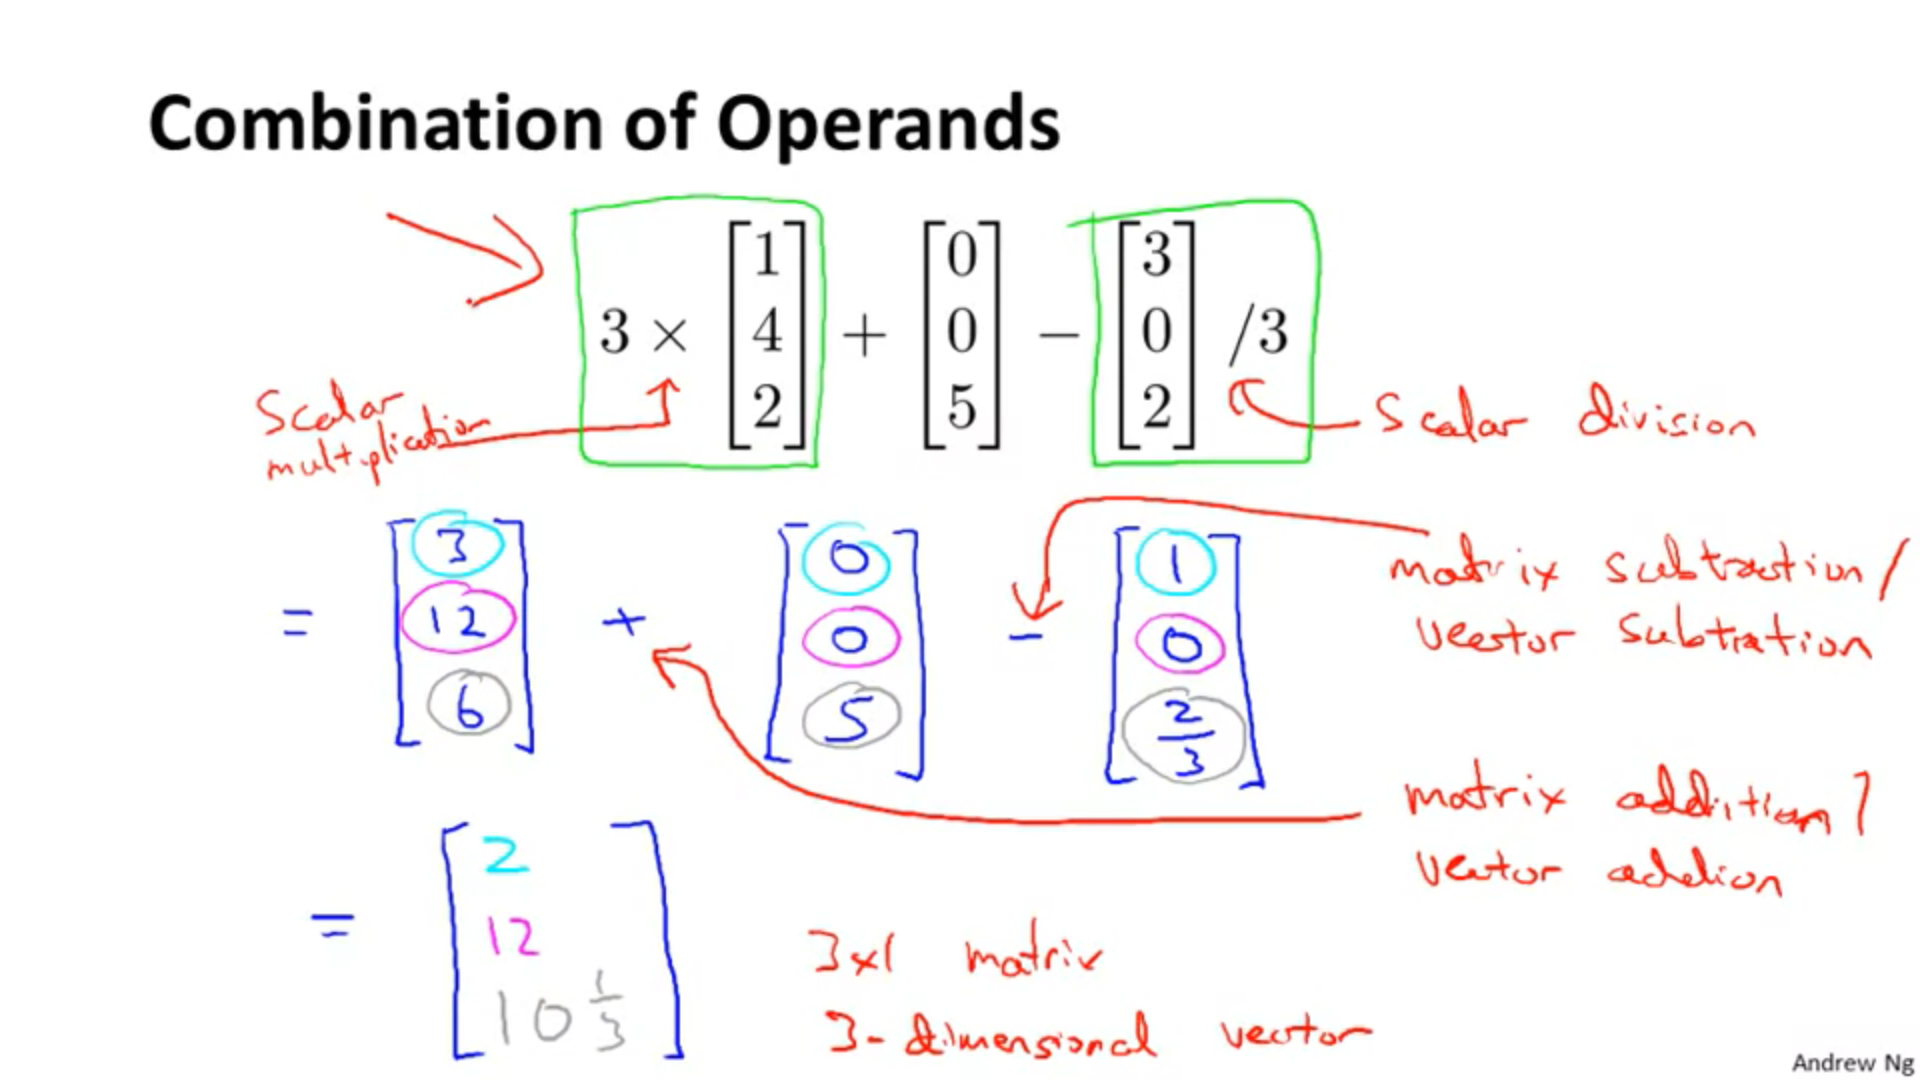 Combination of Operands
3 × [1 4 2] + [0 0 5] − [3 0 2] /3
Scalar multiplication
Scalar division
= [3 12 6] + [0 0 5] - [1 0 2/3]
matrix subtraction/
vector subtration
matrix addition/
vector addion
= [2 12 10 1/3]
3x1 matrix
3-dimensional vector
Andrew Ng